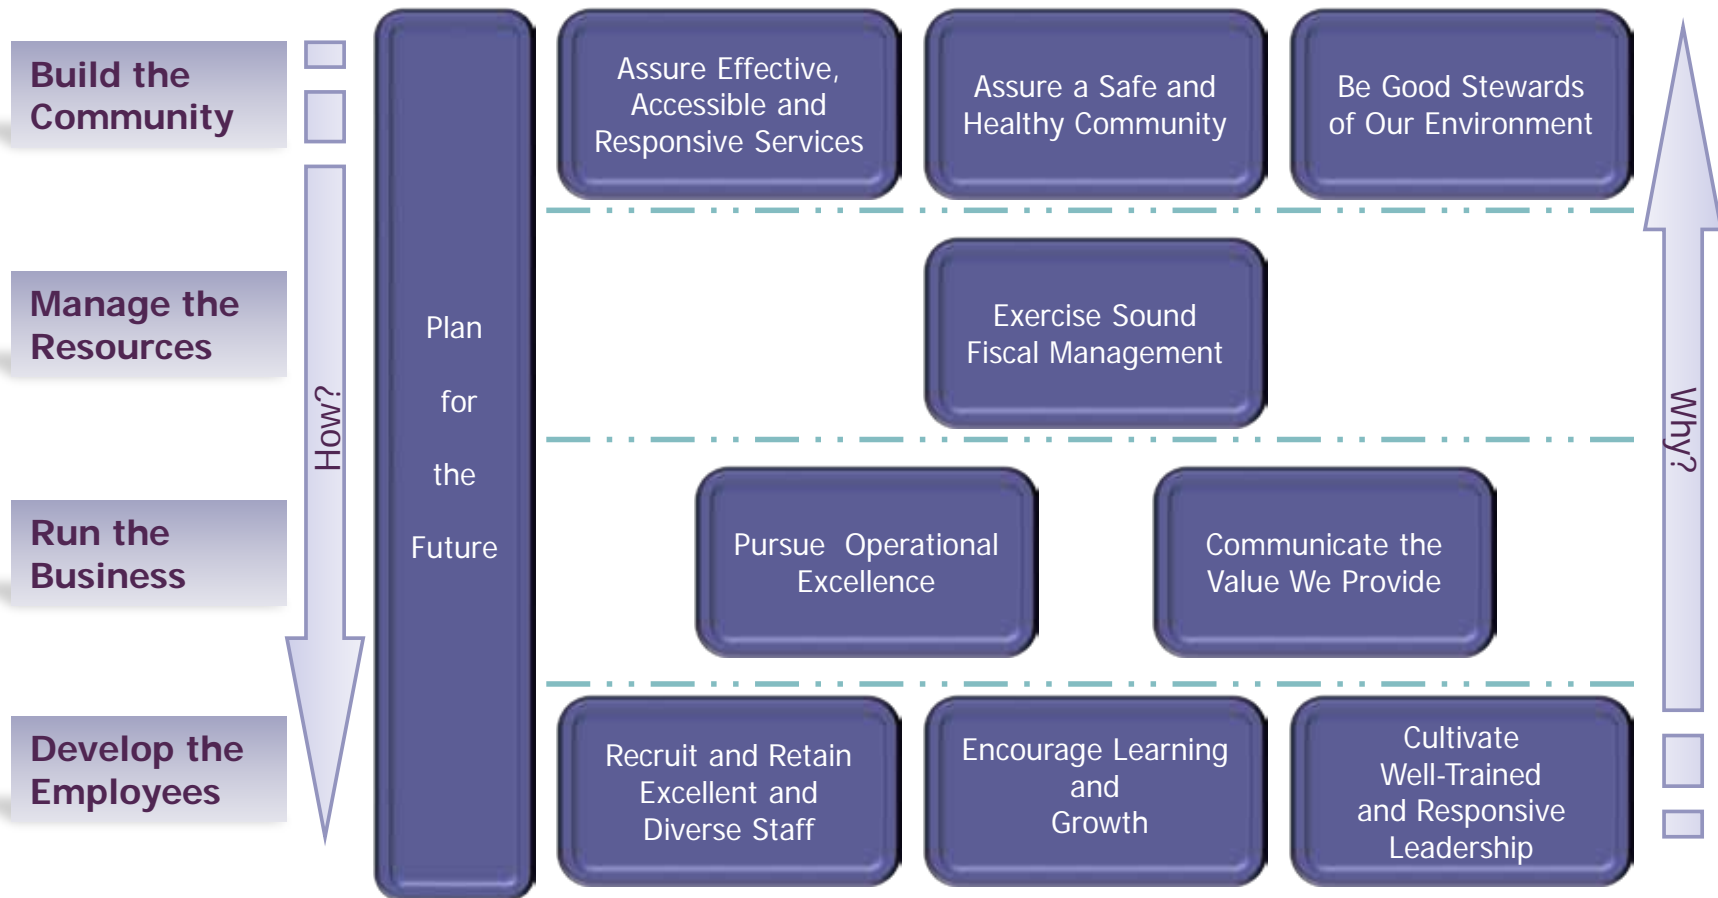 Build the
Community
Assure Effective,
Accessible and
Responsive Services
Assure a Safe and
Healthy Community
Be Good Stewards
of Our Environment
Manage the
Resources
Exercise Sound
Fiscal Management
How?
Plan
for
the
Future
Why?
Run the
Business
Pursue Operational
Excellence
Communicate the
Value We Provide
Develop the
Employees
Recruit and Retain
Excellent and
Diverse Staff
Encourage Learning
and
Growth
Cultivate
Well-Trained
and Responsive
Leadership